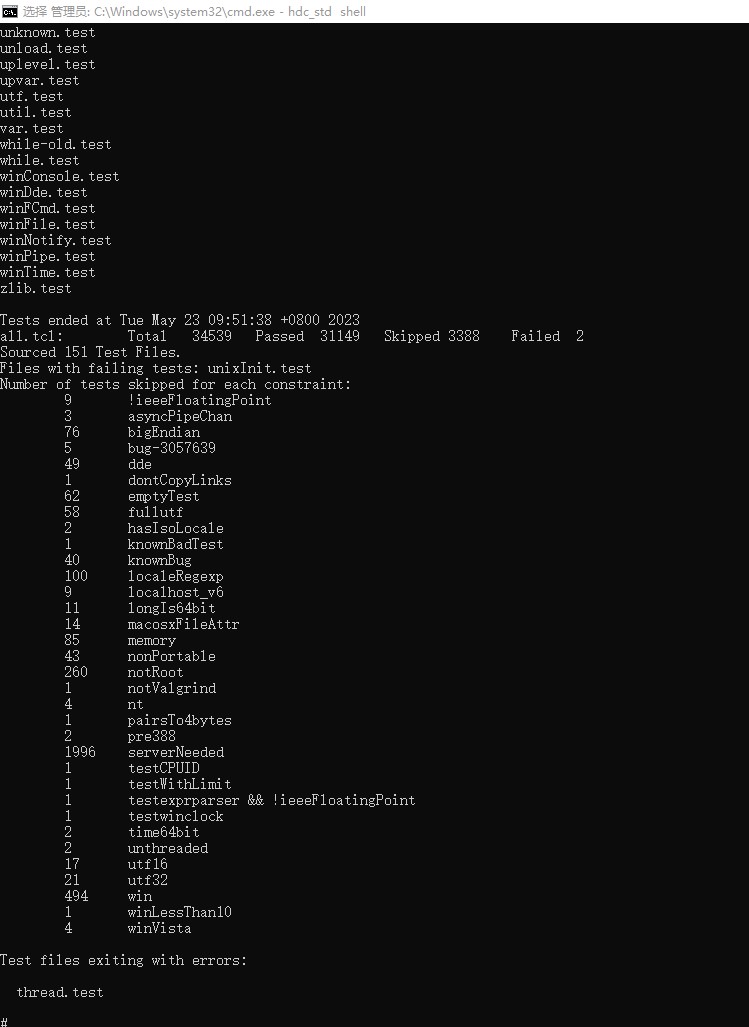 选择 管理员: C:\Windows\system32\cmd.exe - hdc_std  shell
unknown.test
unload.test
uplevel.test
upvar.test
utf.test
util.test
var.test
while-old.test
while.test
winConsole.test
winDde.test
winFCmd.test
winFile.test
winNotify.test
winPipe.test
winTime.test
zlib.test
Tests ended at Tue May 23 09:51:38 +0800 2023
all.tcl:        Total   34539   Passed  31149   Skipped 3388    Failed  2
Sourced 151 Test Files.
Files with failing tests: unixInit.test
Number of tests skipped for each constraint:
        9       !ieeeFloatingPoint
        3       asyncPipeChan
        76      bigEndian
        5       bug-3057639
        49      dde
        1       dontCopyLinks
        62      emptyTest
        58      fullutf
        2       hasIsoLocale
        1       knownBadTest
        40      knownBug
        100     localeRegexp
        9       localhost_v6
        11      longIs64bit
        14      macosxFileAttr
        85      memory
        43      nonPortable
        260     notRoot
        1       notValgrind
        4       nt
        1       pairsTo4bytes
        2       pre388
        1996    serverNeeded
        1       testCPUID
        1       testWithLimit
        1       testexprparser && !ieeeFloatingPoint
        1       testwinclock
        2       time64bit
        2       unthreaded
        17      utf16
        21      utf32
        494     win
        1       winLessThan10
        4       winVista
Test files exiting with errors:
  thread.test
#